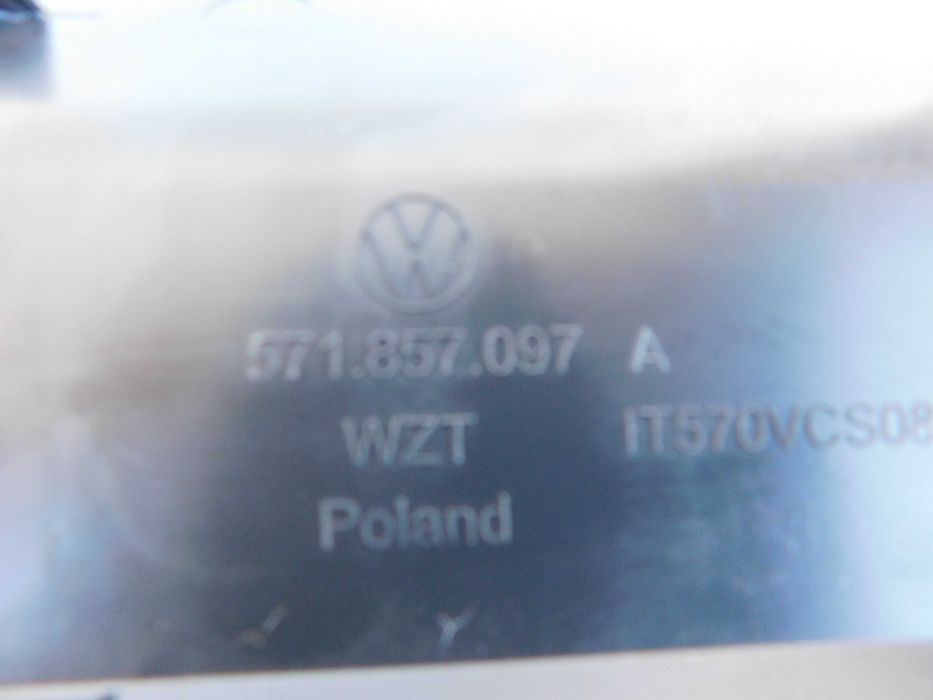 571.857.097 A
WZT IT570VCS08
Poland
Y